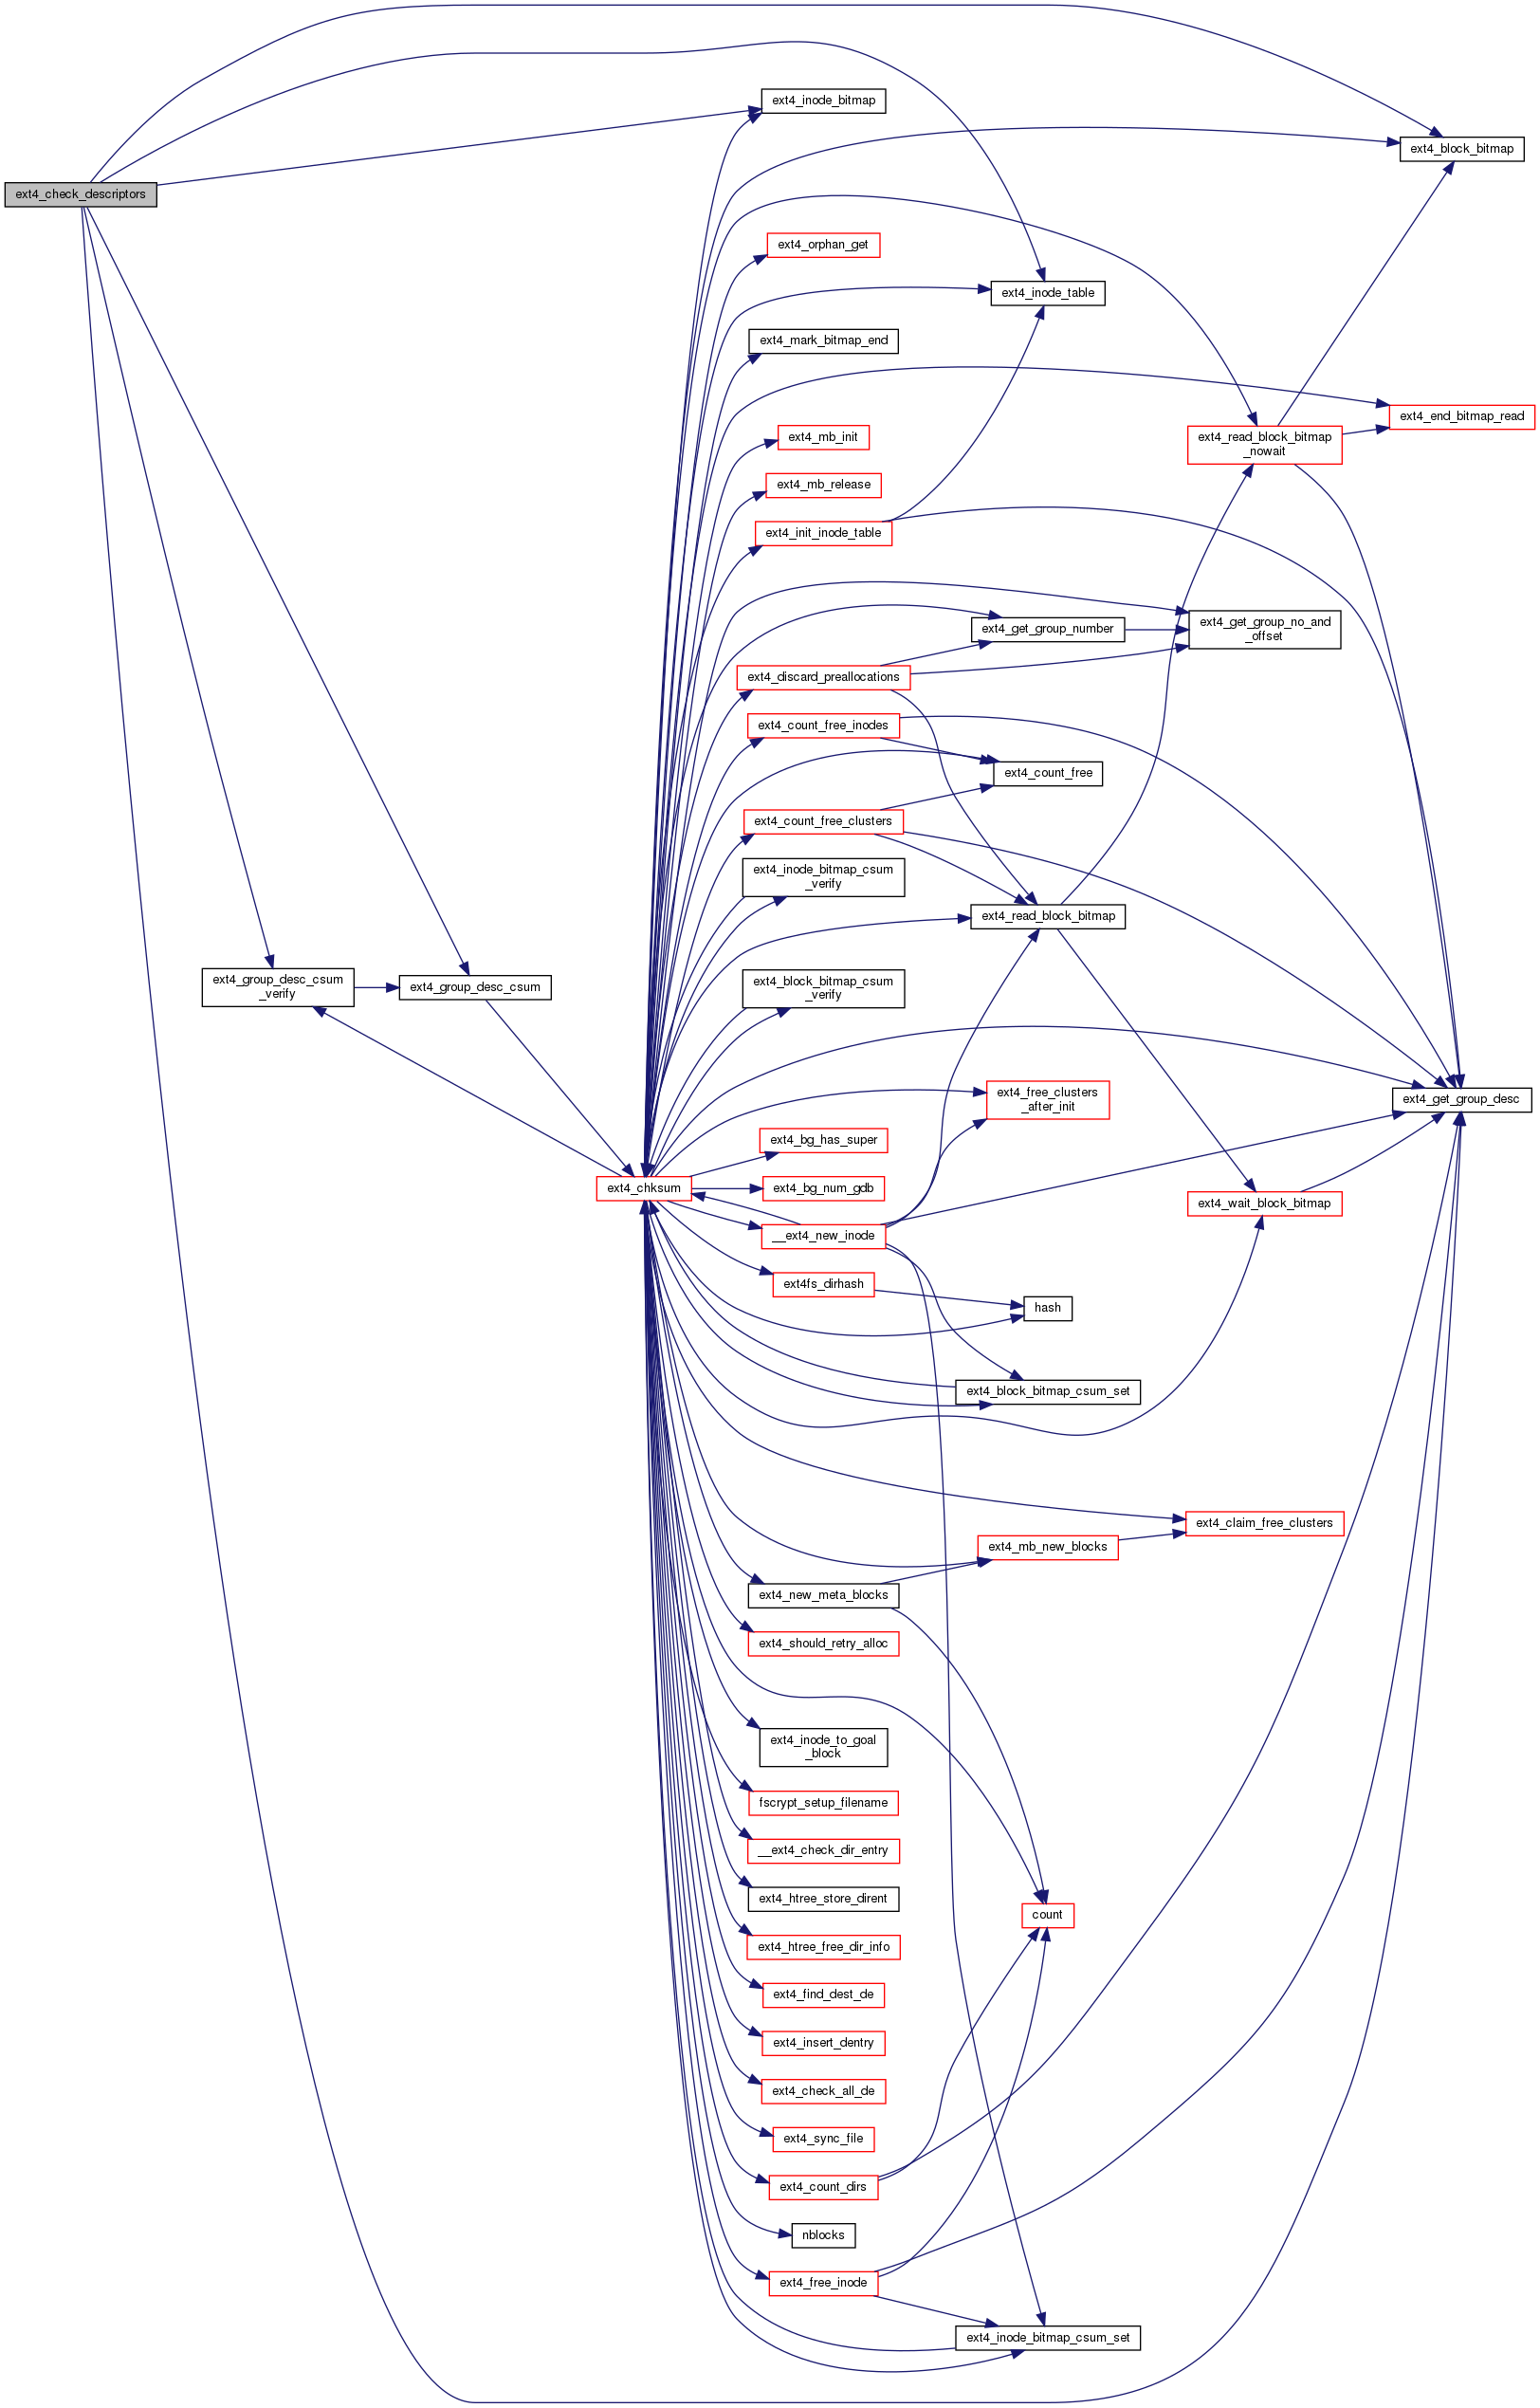 ext4_inode_bitmap
ext4_block_bitmap
ext4_check_descriptors
ext4_orphan_get
ext4_inode_table
ext4_mark_bitmap_end
ext4_end_bitmap_read
ext4_mb_init
ext4_read_block_bitmap
_nowait
ext4_mb_release
ext4_init_inode_table
ext4_get_group_number
ext4_get_group_no_and
_offset
ext4_discard_preallocations
ext4_count_free_inodes
ext4_count_free
ext4_count_free_clusters
ext4_inode_bitmap_csum
_verify
ext4_read_block_bitmap
ext4_group_desc_csum
_verify
ext4_group_desc_csum
ext4_block_bitmap_csum
_verify
ext4_free_clusters
_after_init
ext4_get_group_desc
ext4_bg_has_super
ext4_chksum
ext4_bg_num_gdb
ext4_wait_block_bitmap
__ext4_new_inode
ext4fs_dirhash
hash
ext4_block_bitmap_csum_set
ext4_claim_free_clusters
ext4_mb_new_blocks
ext4_new_meta_blocks
ext4_should_retry_alloc
ext4_inode_to_goal
_block
fscrypt_setup_filename
__ext4_check_dir_entry
ext4_htree_store_dirent
count
ext4_htree_free_dir_info
ext4_find_dest_de
ext4_insert_dentry
ext4_check_all_de
ext4_sync_file
ext4_count_dirs
nblocks
ext4_free_inode
ext4_inode_bitmap_csum_set